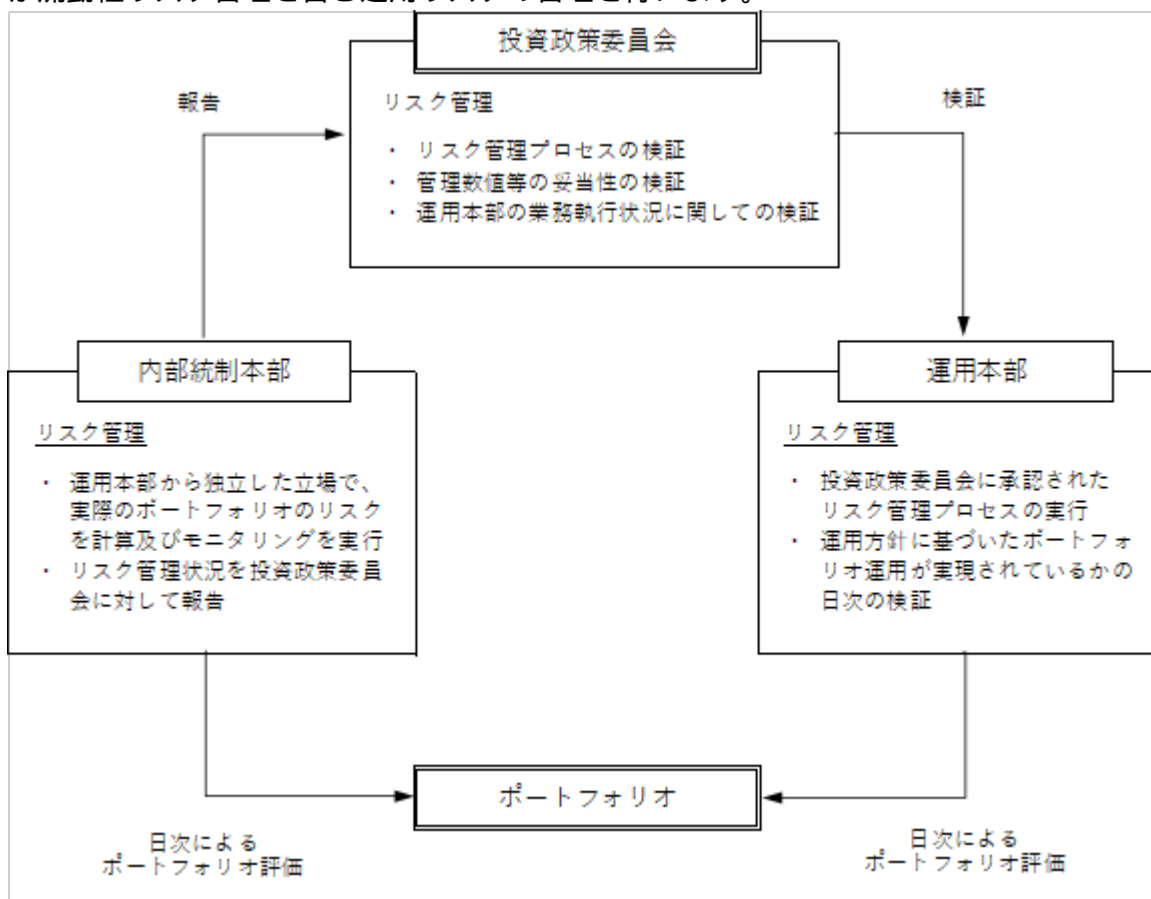 投資政策委員会
報告
検証
リスク管理
・ リスク管理プロセスの検証
・ 管理数値等の妥当性の検証
・ 運用本部の業務執行状況に関しての検証
内部統制本部
リスク管理
・ 運用本部から独立した立場で、
実際のポートフォリオのリスク
を計算及びモニタリングを実行
・ リスク管理状況を投資政策委員
会に対して報告
運用本部
リスク管理
・ 投資政策委員会に承認された
リスク管理プロセスの実行
・ 運用方針に基づいたポートフォ
リオ運用が実現されているかの
日次の検証
ポートフォリオ
日次による
ポートフォリオ評価
日次による
ポートフォリオ評価